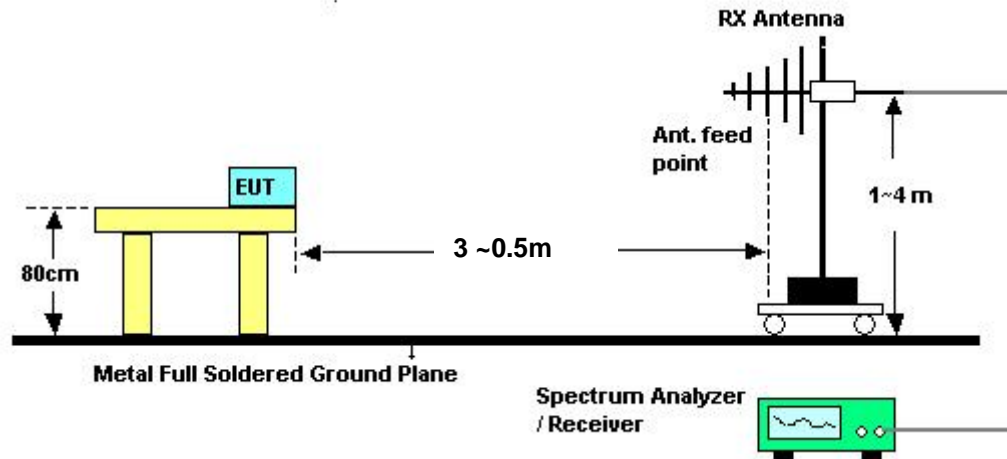 RX Antenna
Ant. feed
point
EUT
1~4 m
3 ~0.5m
80cm
Metal Full Soldered Ground Plane
Spectrum Analyzer
/ Receiver